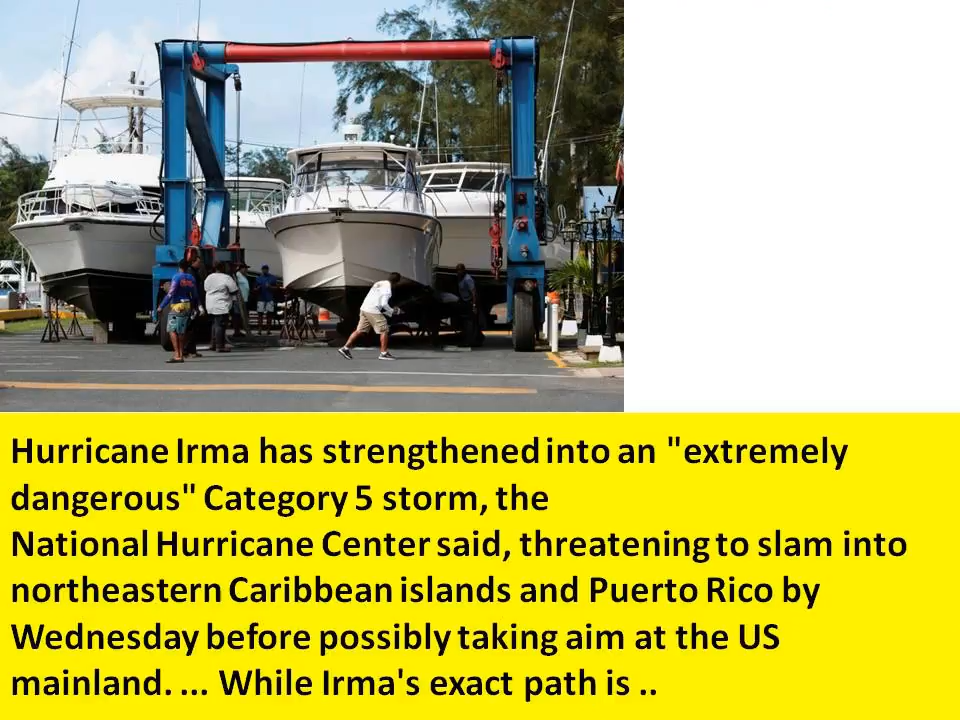 Hurricane Irma has strengthened into an "extremely
dangerous" Category 5 storm, the
National Hurricane Center said, threatening to slam into
northeastern Caribbean islands and Puerto Rico by
Wednesday before possibly taking aim at the US
mainland. ... While Irma's exact path is ..